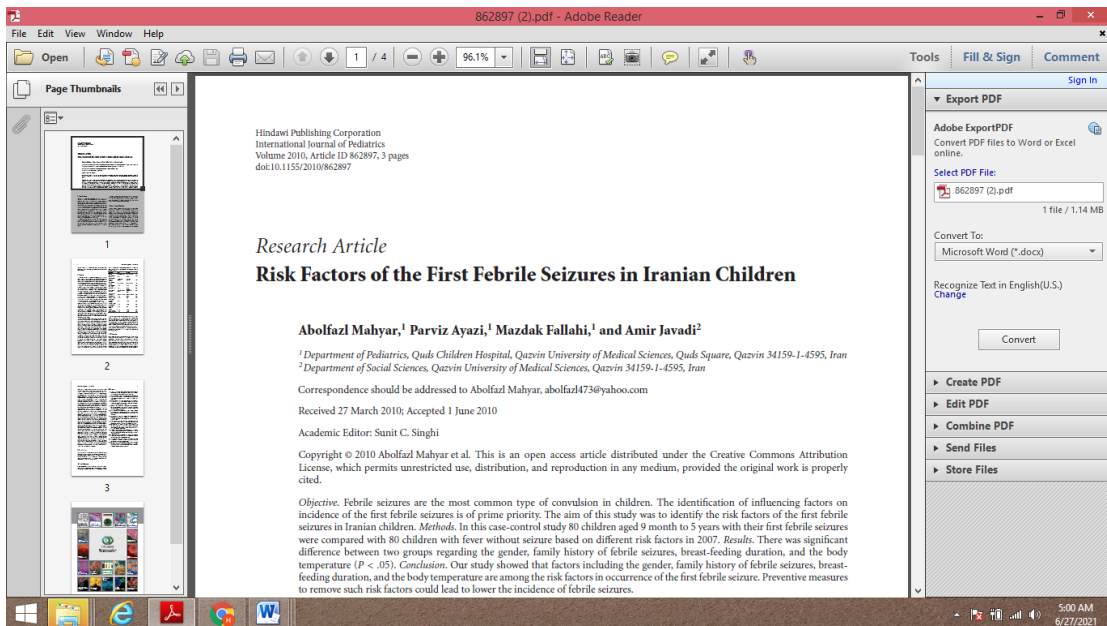 862897 (2).pdf - Adobe Reader
File Edit View Window Help
Open
1 / 4
96.1%
Tools
Fill & Sign
Comment
Page Thumbnails
1
2
3
Hindawi Publishing Corporation
International Journal of Pediatrics
Volume 2010, Article ID 862897, 3 pages
doi:10.1155/2010/862897
Research Article
Risk Factors of the First Febrile Seizures in Iranian Children
Abolfazl Mahyar,1 Parviz Ayazi,1 Mazdak Fallahi,1 and Amir Javadi2
1 Department of Pediatrics, Quds Children Hospital, Qazvin University of Medical Sciences, Quds Square, Qazvin 34159-1-4595, Iran
2 Department of Social Sciences, Qazvin University of Medical Sciences, Qazvin 34159-1-4595, Iran
Correspondence should be addressed to Abolfazl Mahyar, abolfazl473@yahoo.com
Received 27 March 2010; Accepted 1 June 2010
Academic Editor: Sunit C. Singhi
Copyright © 2010 Abolfazl Mahyar et al. This is an open access article distributed under the Creative Commons Attribution
License, which permits unrestricted use, distribution, and reproduction in any medium, provided the original work is properly
cited.
Objective. Febrile seizures are the most common type of convulsion in children. The identification of influencing factors on
incidence of the first febrile seizures is of prime priority. The aim of this study was to identify the risk factors of the first febrile
seizures in Iranian children. Methods. In this case-control study 80 children aged 9 month to 5 years with their first febrile seizures
were compared with 80 children with fever without seizure based on different risk factors in 2007. Results. There was significant
difference between two groups regarding the gender, family history of febrile seizures, breast-feeding duration, and the body
temperature (P < .05). Conclusion. Our study showed that factors including the gender, family history of febrile seizures, breast-
feeding duration, and the body temperature are among the risk factors in occurrence of the first febrile seizure. Preventive measures
to remove such risk factors could lead to lower the incidence of febrile seizures.
Sign In
Export PDF
Adobe ExportPDF
Convert PDF files to Word or Excel
online.
Select PDF File:
862897 (2).pdf
1 file / 1.14 MB
Convert To:
Microsoft Word (*.docx)
Recognize Text in English(U.S.)
Change
Convert
Create PDF
Edit PDF
Combine PDF
Send Files
Store Files
5:00 AM
6/27/2021